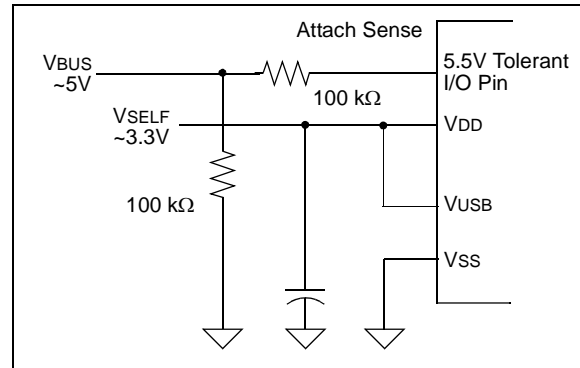 Attach Sense
VBUS
~5V
5.5V Tolerant
I/O Pin
100 kΩ
VSELF
~3.3V
VDD
100 kΩ
VUSB
VSS